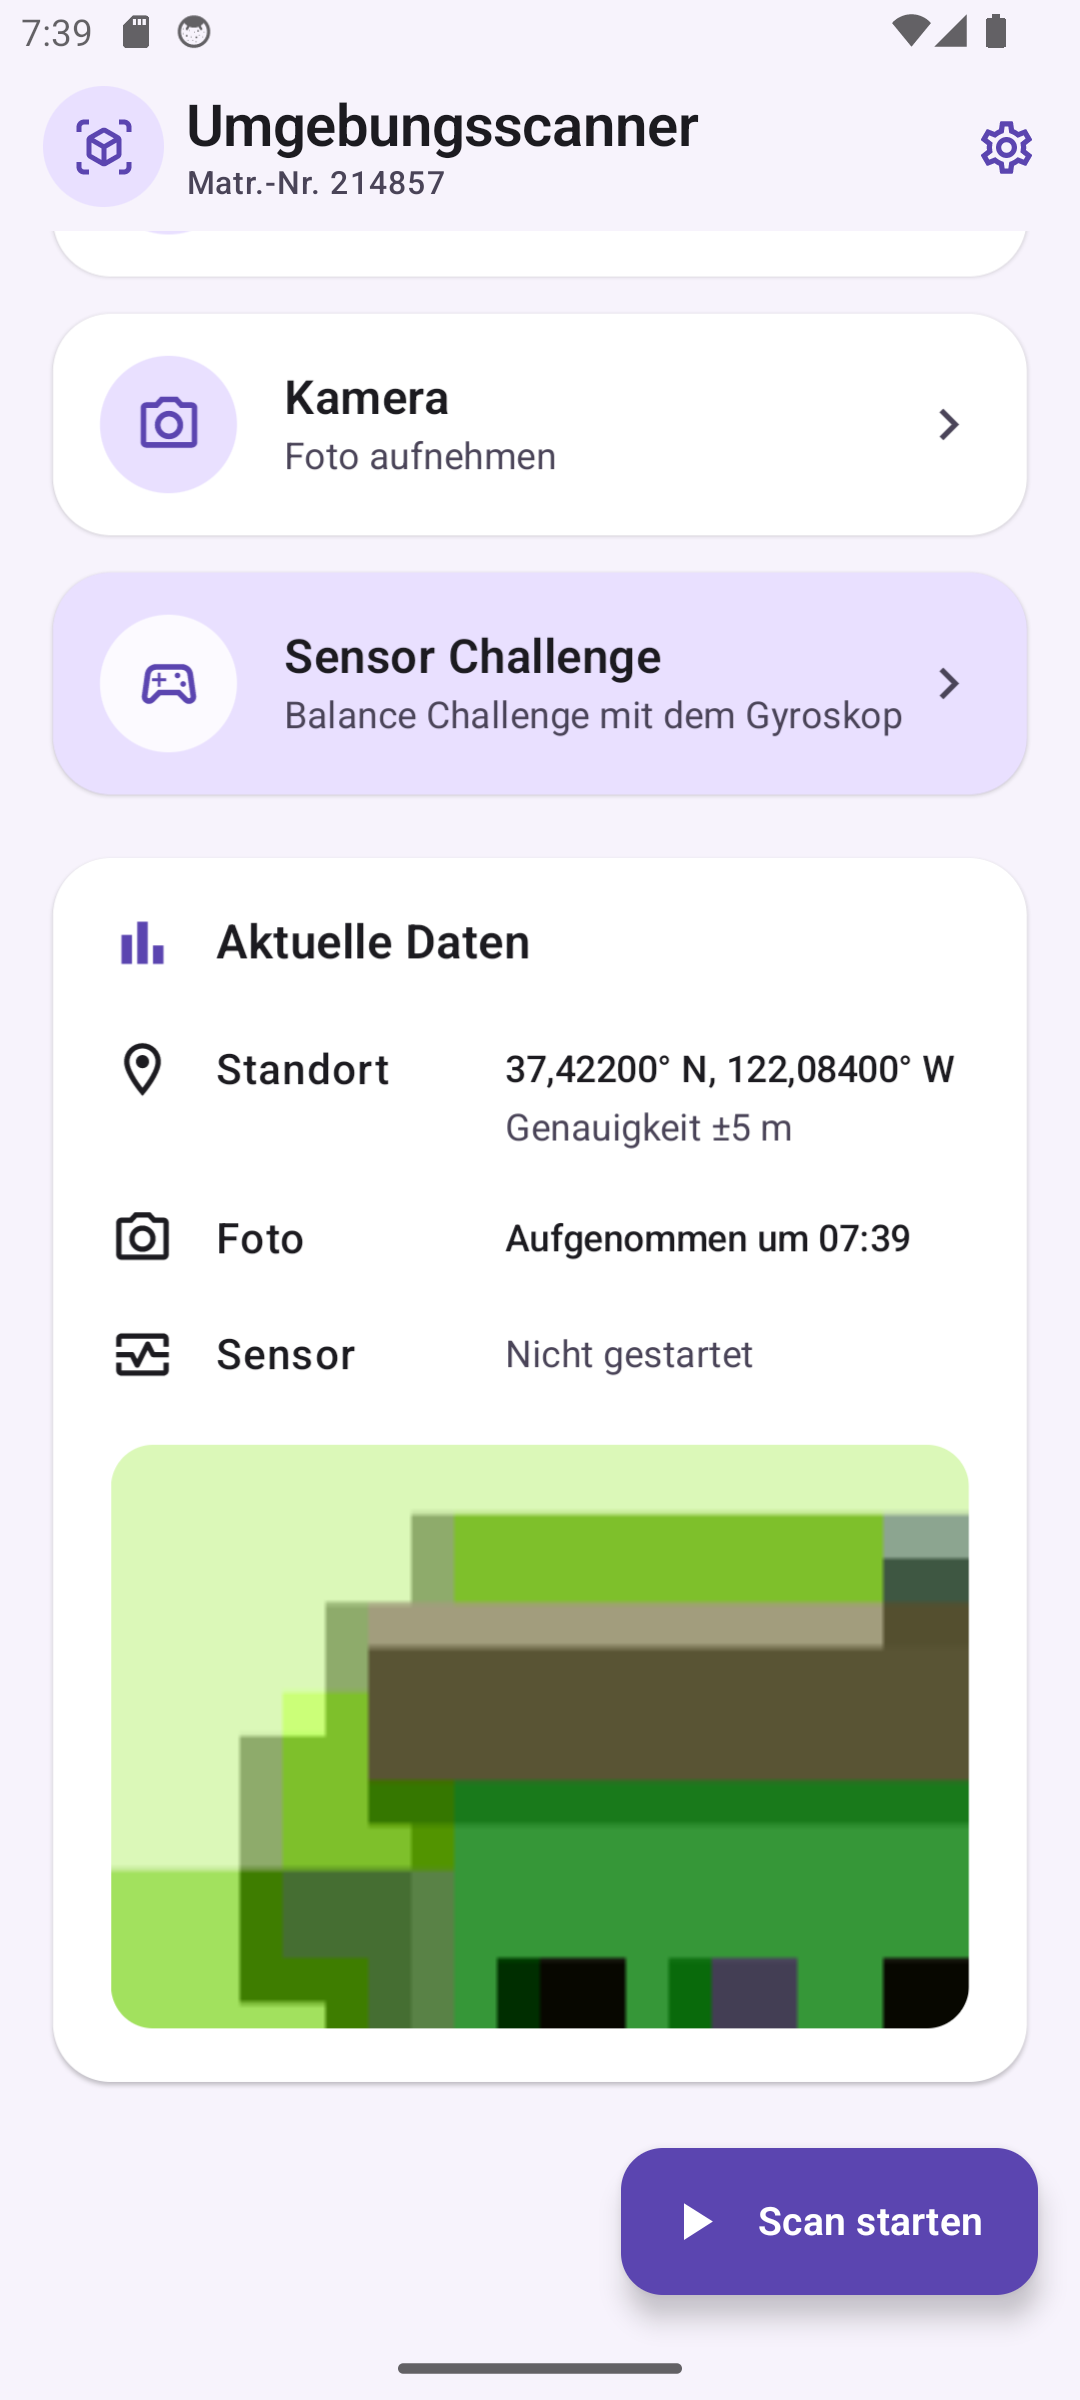 7:39
Umgebungsscanner
Matr.-Nr. 214857
Kamera
Foto aufnehmen
Sensor Challenge
Balance Challenge mit dem Gyroskop
Aktuelle Daten
Standort
37,42200° N, 122,08400° W
Genauigkeit ±5 m
Foto
Aufgenommen um 07:39
Sensor
Nicht gestartet
Scan starten